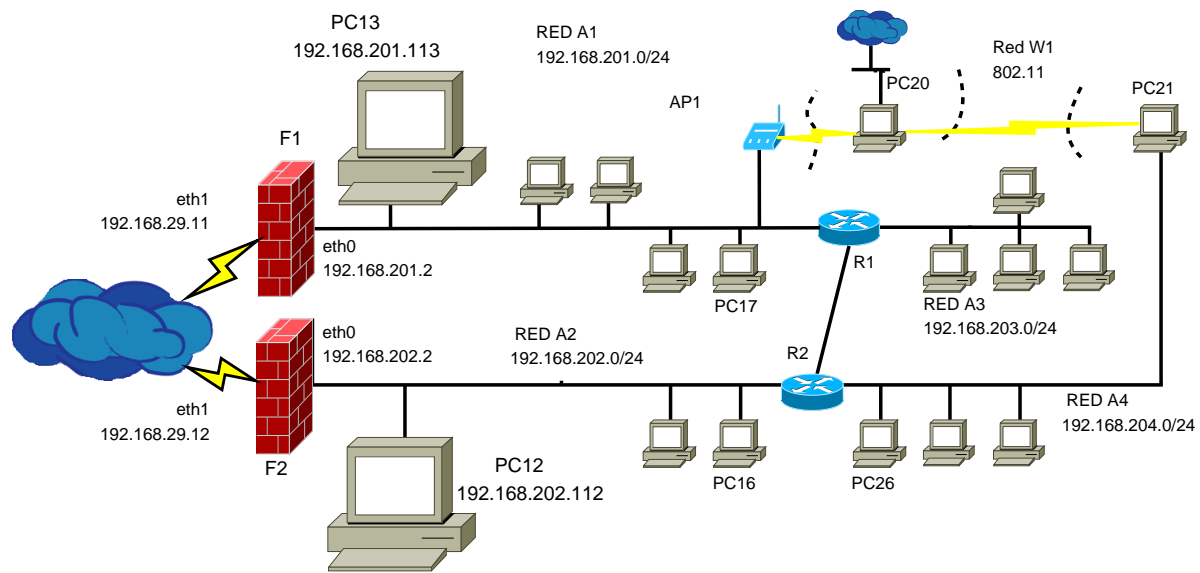 PC13
192.168.201.113
RED A1
192.168.201.0/24
Red W1
802.11
PC20
PC21
AP1
F1
eth1
192.168.29.11
eth0
192.168.201.2
R1
PC17
RED A3
192.168.203.0/24
eth0
192.168.202.2
RED A2
192.168.202.0/24
R2
eth1
192.168.29.12
RED A4
192.168.204.0/24
F2
PC12
192.168.202.112
PC16
PC26